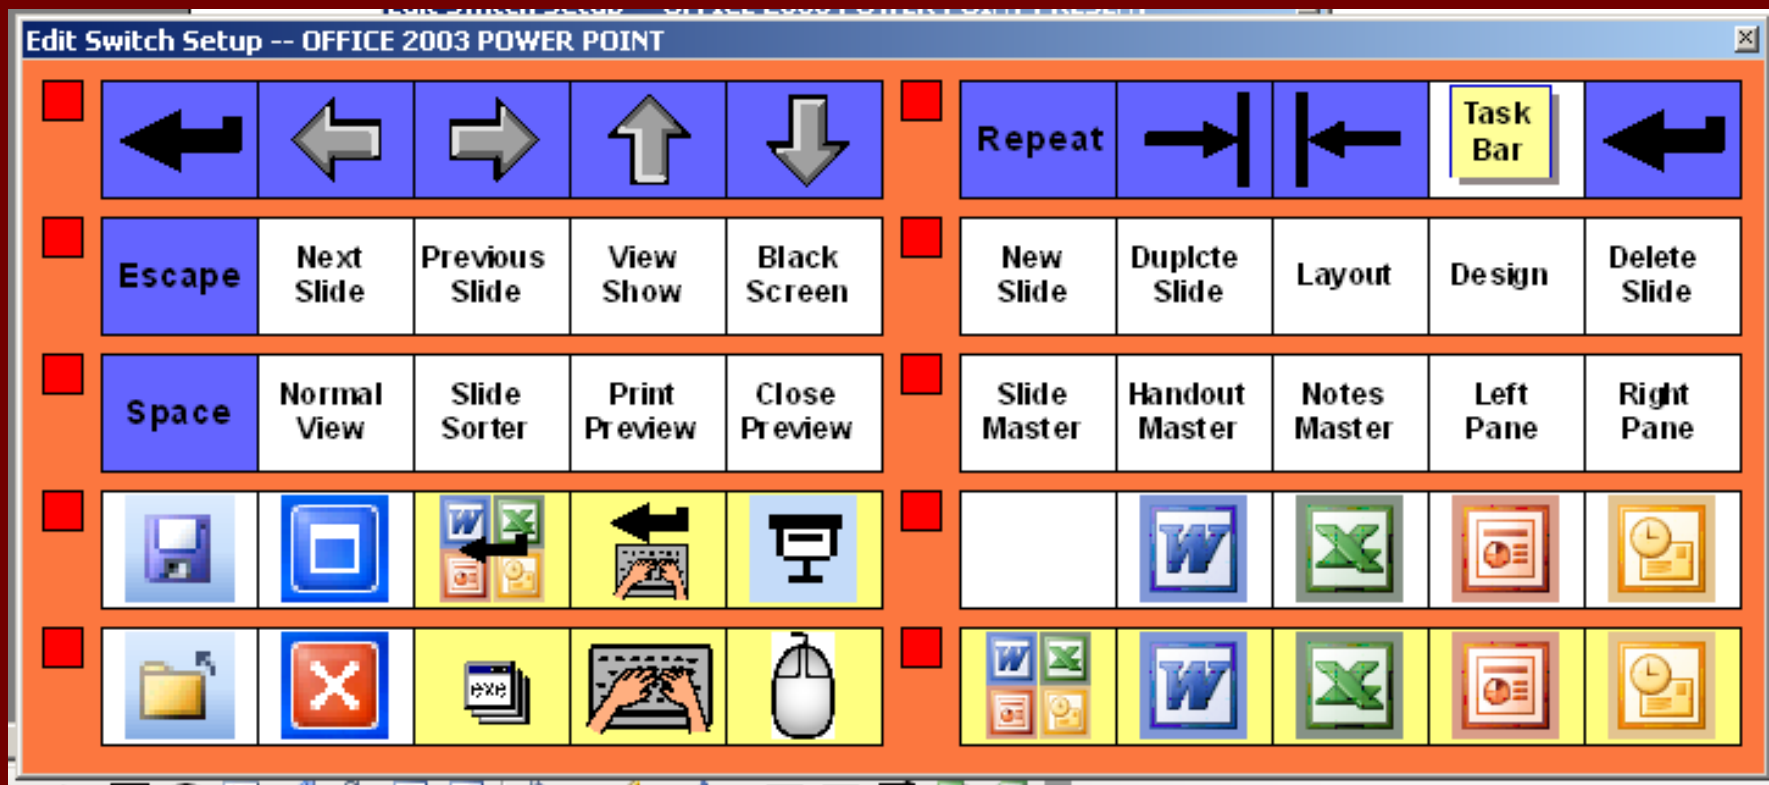 Edit Switch Setup -- OFFICE 2003 POWER POINT
Repeat
Task
Bar
Escape
Next
Slide
Previous
Slide
View
Show
Black
Screen
New
Slide
Duplcte
Slide
Layout
Design
Delete
Slide
Space
Normal
View
Slide
Sorter
Print
Preview
Close
Preview
Slide
Master
Handout
Master
Notes
Master
Left
Pane
Right
Pane
W
X
W
X
exe
W
X
W
X